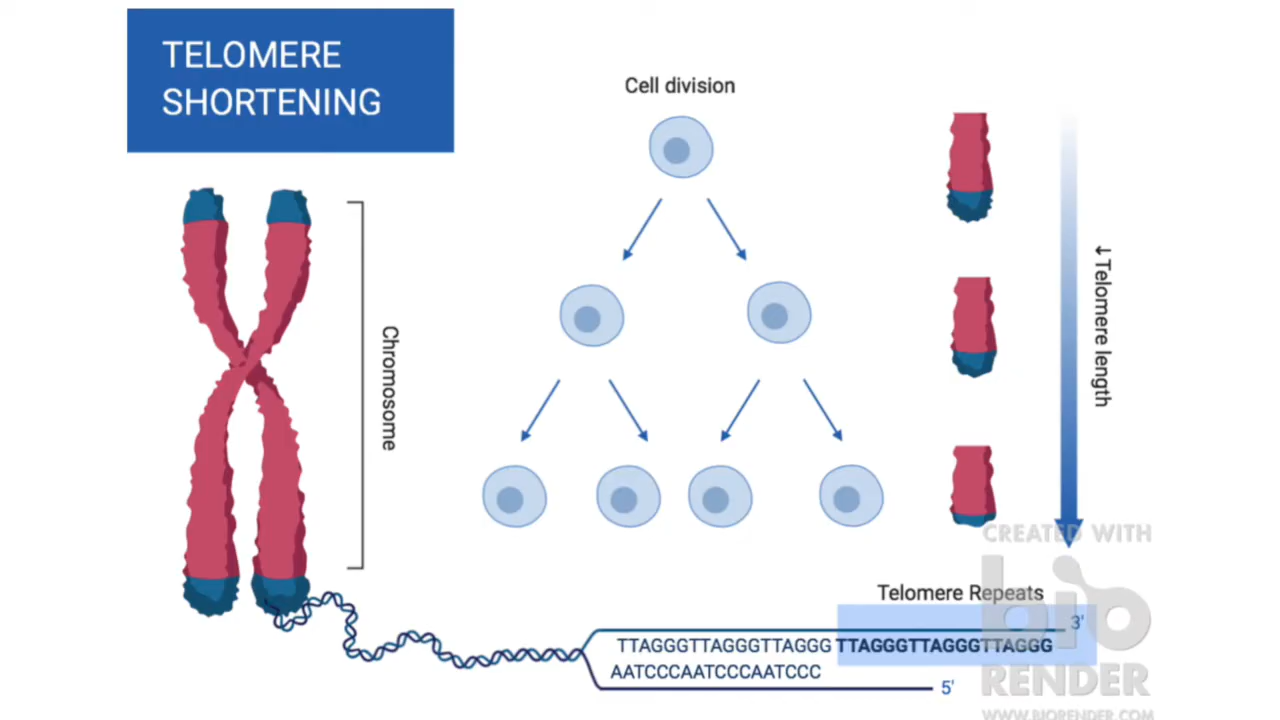 TELOMERE
SHORTENING
Cell division
Chromosome
↓ Telomere length
Telomere Repeats
3'
TTAGGGTTAGGGTTAGGG TTAGGGTTAGGGTTAGGG
AATCCCAATCCCAATCCC
5'
CREATED WITH
bio
RENDER
WWW.BIORENDER.COM